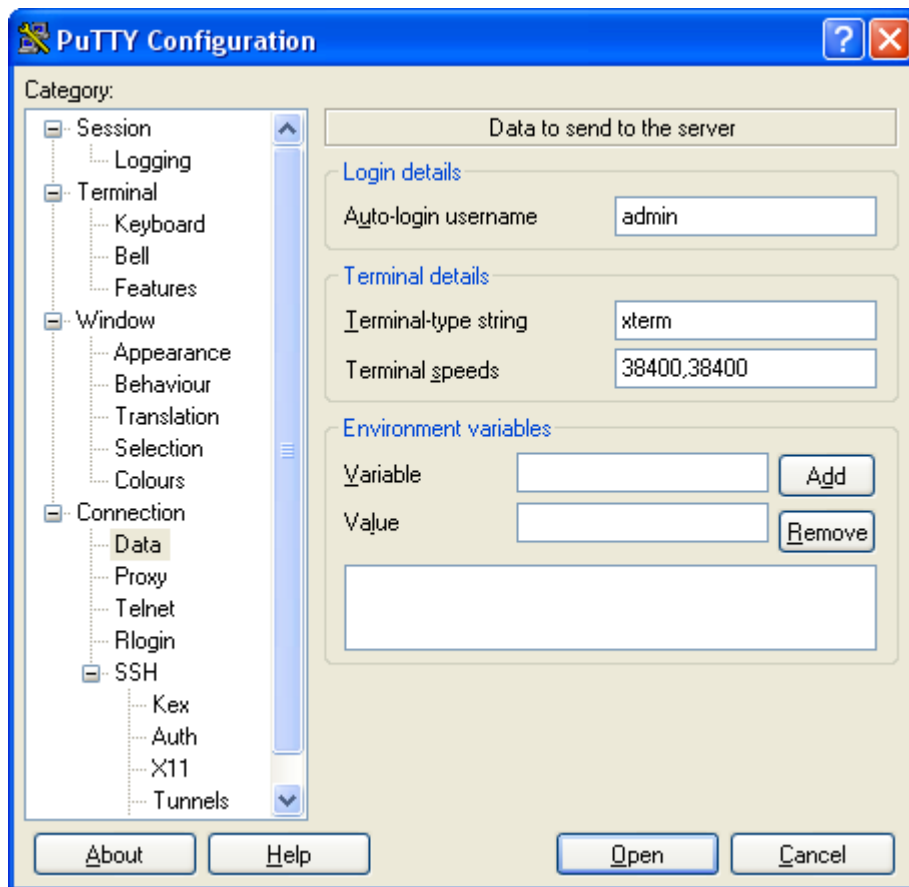 PuTTY Configuration
Category:
Session
Logging
Terminal
Keyboard
Bell
Features
Window
Appearance
Behaviour
Translation
Selection
Colours
Connection
Data
Proxy
Telnet
Rlogin
SSH
Kex
Auth
X11
Tunnels
Data to send to the server
Login details
Auto-login username admin
Terminal details
Terminal-type string xterm
Terminal speeds 38400,38400
Environment variables
Variable Add
Value Remove
About Help Open Cancel